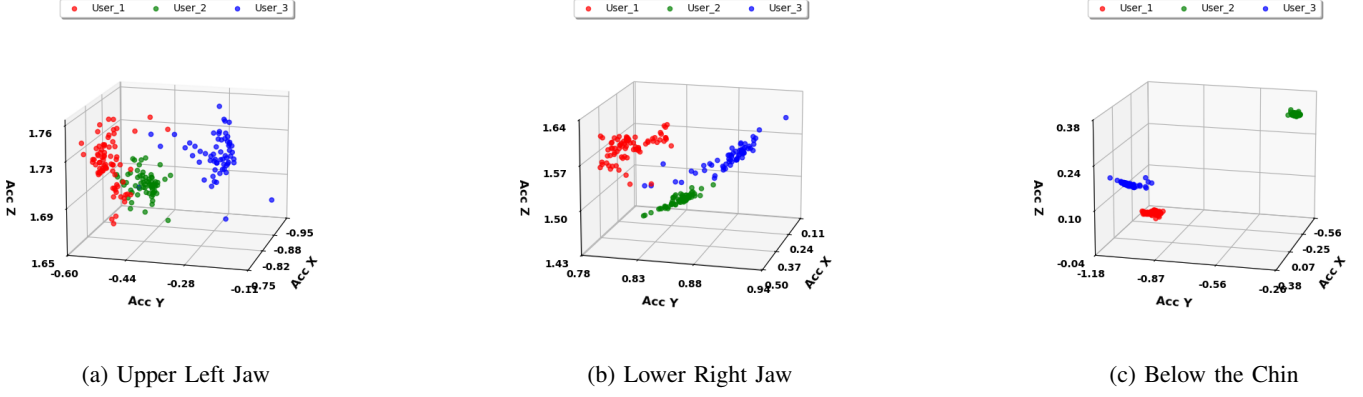 User_1 User_2 User_3
1.76
1.73
1.69
1.65
Acc Z
-0.60
-0.44
-0.28
-0.11
Acc Y
-0.75
-0.82
-0.88
-0.95
Acc X
(a) Upper Left Jaw
User_1 User_2 User_3
1.64
1.57
1.50
1.43
Acc Z
0.78
0.83
0.88
0.94
Acc Y
0.50
0.37
0.24
0.11
Acc X
(b) Lower Right Jaw
User_1 User_2 User_3
0.38
0.24
0.10
-0.04
Acc Z
-1.18
-0.87
-0.56
Acc Y
0.38
0.07
-0.25
-0.56
Acc X
(c) Below the Chin